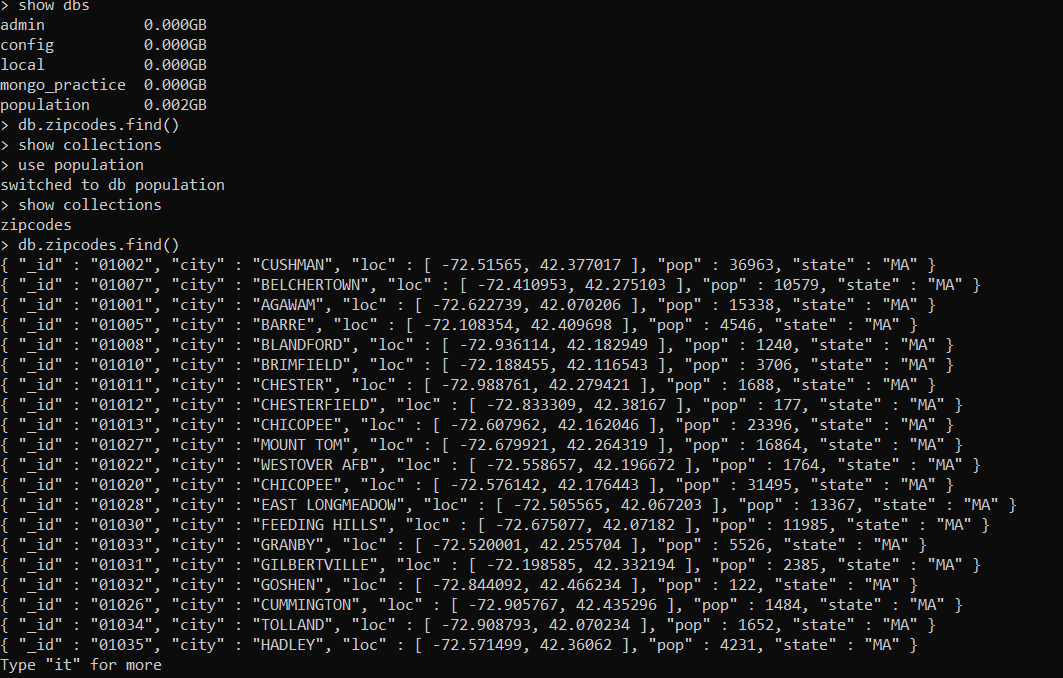 > show dbs
admin           0.000GB
config          0.000GB
local           0.000GB
mongo_practice  0.000GB
population      0.002GB
> db.zipcodes.find()
> show collections
> use population
switched to db population
> show collections
zipcodes
> db.zipcodes.find()
{ "_id" : "01002", "city" : "CUSHMAN", "loc" : [ -72.51565, 42.377017 ], "pop" : 36963, "state" : "MA" }
{ "_id" : "01007", "city" : "BELCHERTOWN", "loc" : [ -72.410953, 42.275103 ], "pop" : 10579, "state" : "MA" }
{ "_id" : "01001", "city" : "AGAWAM", "loc" : [ -72.622739, 42.070206 ], "pop" : 15338, "state" : "MA" }
{ "_id" : "01005", "city" : "BARRE", "loc" : [ -72.108354, 42.409698 ], "pop" : 4546, "state" : "MA" }
{ "_id" : "01008", "city" : "BLANDFORD", "loc" : [ -72.936114, 42.182949 ], "pop" : 1240, "state" : "MA" }
{ "_id" : "01010", "city" : "BRIMFIELD", "loc" : [ -72.188455, 42.116543 ], "pop" : 3706, "state" : "MA" }
{ "_id" : "01011", "city" : "CHESTER", "loc" : [ -72.988761, 42.279421 ], "pop" : 1688, "state" : "MA" }
{ "_id" : "01012", "city" : "CHESTERFIELD", "loc" : [ -72.833309, 42.38167 ], "pop" : 177, "state" : "MA" }
{ "_id" : "01013", "city" : "CHICOPEE", "loc" : [ -72.607962, 42.162046 ], "pop" : 23396, "state" : "MA" }
{ "_id" : "01027", "city" : "MOUNT TOM", "loc" : [ -72.679921, 42.264319 ], "pop" : 16864, "state" : "MA" }
{ "_id" : "01022", "city" : "WESTOVER AFB", "loc" : [ -72.558657, 42.196672 ], "pop" : 1764, "state" : "MA" }
{ "_id" : "01020", "city" : "CHICOPEE", "loc" : [ -72.576142, 42.176443 ], "pop" : 31495, "state" : "MA" }
{ "_id" : "01028", "city" : "EAST LONGMEADOW", "loc" : [ -72.505565, 42.067203 ], "pop" : 13367, "state" : "MA" }
{ "_id" : "01030", "city" : "FEEDING HILLS", "loc" : [ -72.675077, 42.07182 ], "pop" : 11985, "state" : "MA" }
{ "_id" : "01033", "city" : "GRANBY", "loc" : [ -72.520001, 42.255704 ], "pop" : 5526, "state" : "MA" }
{ "_id" : "01031", "city" : "GILBERTVILLE", "loc" : [ -72.198585, 42.332194 ], "pop" : 2385, "state" : "MA" }
{ "_id" : "01032", "city" : "GOSHEN", "loc" : [ -72.844092, 42.466234 ], "pop" : 122, "state" : "MA" }
{ "_id" : "01026", "city" : "CUMMINGTON", "loc" : [ -72.905767, 42.435296 ], "pop" : 1484, "state" : "MA" }
{ "_id" : "01034", "city" : "TOLLAND", "loc" : [ -72.908793, 42.070234 ], "pop" : 1652, "state" : "MA" }
{ "_id" : "01035", "city" : "HADLEY", "loc" : [ -72.571499, 42.36062 ], "pop" : 4231, "state" : "MA" }
Type "it" for more